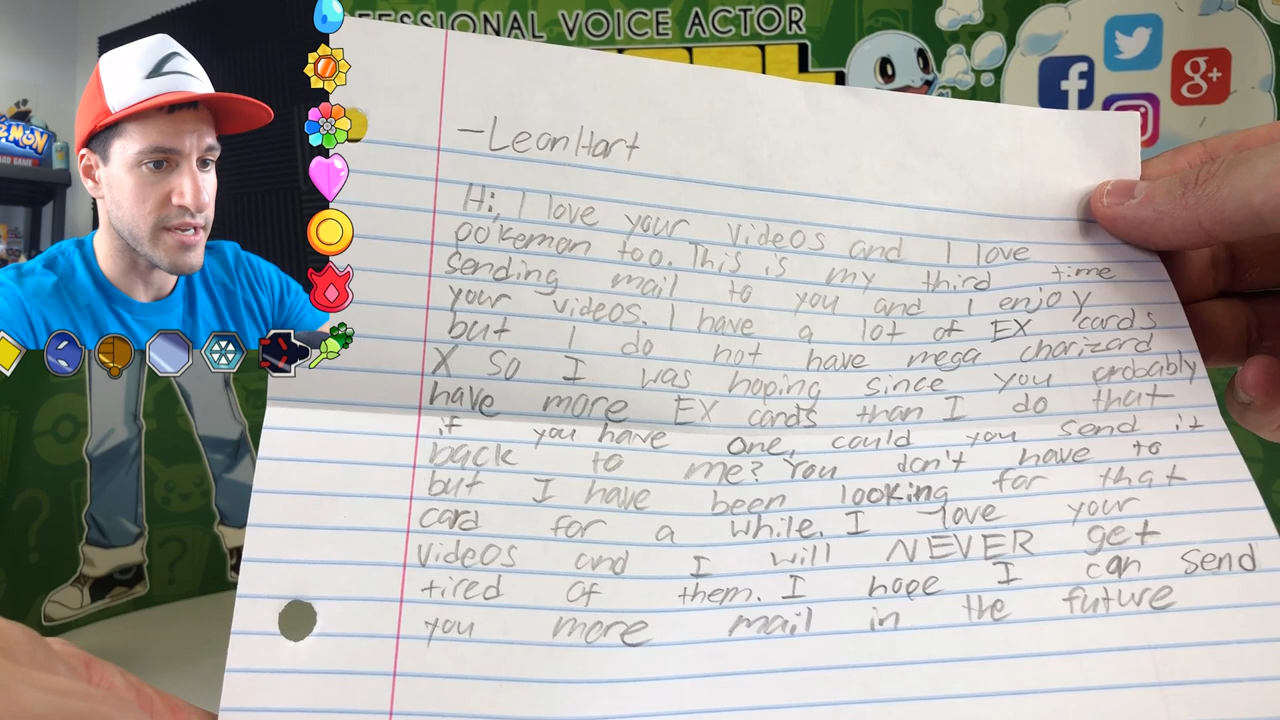 FESSIONAL VOICE ACTOR
f
g+
-LeonHart
Hi, I love your videos and I love
pokemon too. This is my third time
sending mail to you and I enjoy
your videos. I have a lot of EX cards
but I do not have mega charizard
X so I was hoping since you probably
have more EX cards than I do that
if you have one, could you send it
back to me? You don't have to
but I have been looking for that
card for a while. I love your
videos and I will NEVER get
tired of them. I hope I can send
you more mail in the future